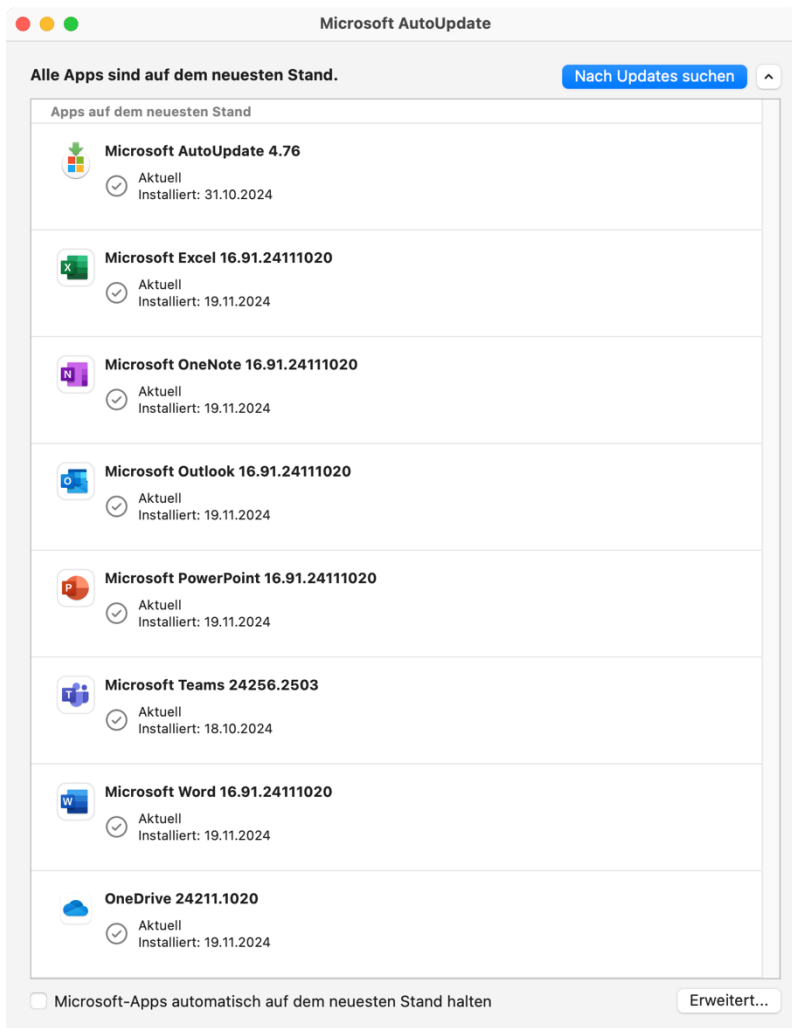 Microsoft AutoUpdate
Alle Apps sind auf dem neuesten Stand.
Nach Updates suchen
Apps auf dem neuesten Stand
Microsoft AutoUpdate 4.76
Aktuell
Installiert: 31.10.2024
X
Microsoft Excel 16.91.24111020
Aktuell
Installiert: 19.11.2024
N
Microsoft OneNote 16.91.24111020
Aktuell
Installiert: 19.11.2024
O
Microsoft Outlook 16.91.24111020
Aktuell
Installiert: 19.11.2024
P
Microsoft PowerPoint 16.91.24111020
Aktuell
Installiert: 19.11.2024
T
Microsoft Teams 24256.2503
Aktuell
Installiert: 18.10.2024
W
Microsoft Word 16.91.24111020
Aktuell
Installiert: 19.11.2024
OneDrive 24211.1020
Aktuell
Installiert: 19.11.2024
Microsoft-Apps automatisch auf dem neuesten Stand halten
Erweitert...